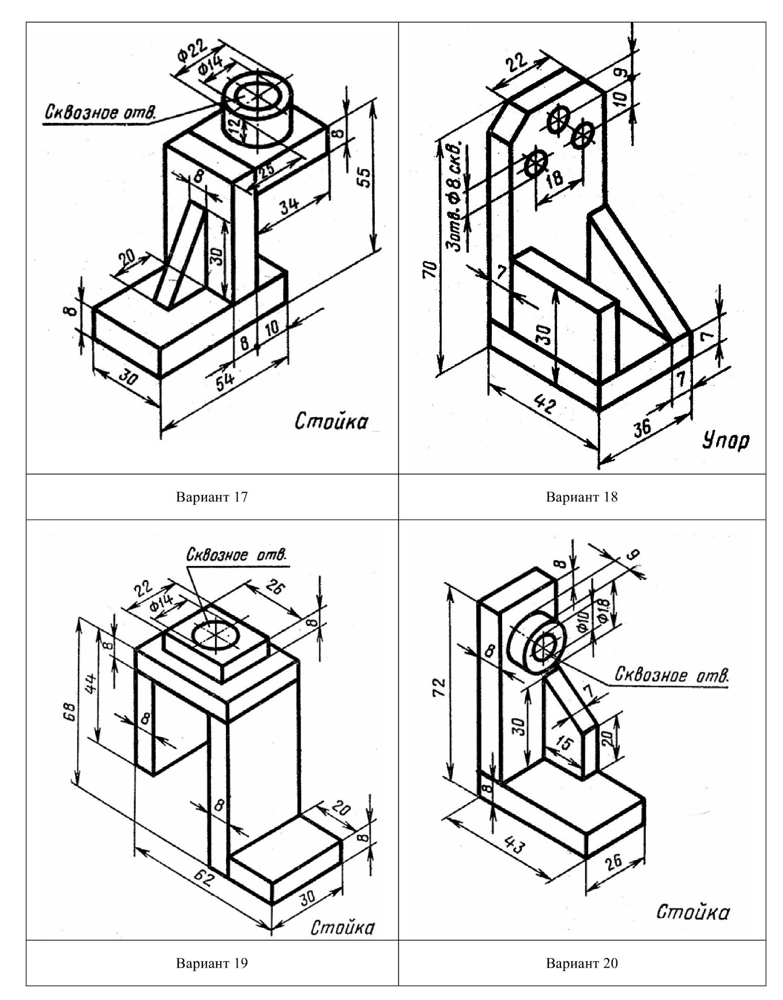 Ф22
Ф14
Сквозное отв.
12
8
25
8
55
34
20
30
8
8
10
30
54
Стойка
22
9
10
3отв. Ф8 скв.
18
70
7
30
7
7
42
36
Упор
Вариант 17
Вариант 18
Сквозное отв.
22
Ф14
26
8
8
44
68
8
8
20
8
62
30
Стойка
8
9
Ф10
Ф18
8
Сквозное отв.
72
7
30
15
20
8
43
26
Стойка
Вариант 19
Вариант 20